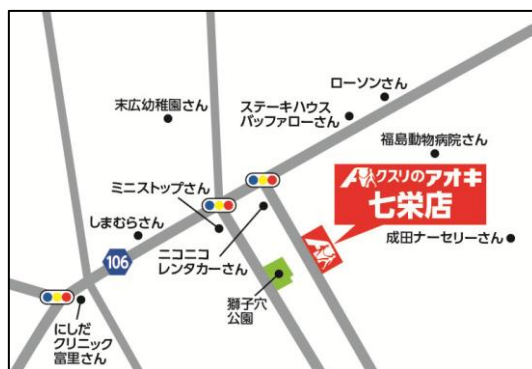 ローソンさん
末広幼稚園さん
ステーキハウス
バッファローさん
福島動物病院さん
クスリのアオキ
七栄店
ミニストップさん
しまむらさん
ニコニコ
レンタカーさん
成田ナーセリーさん
106
獅子穴
公園
にしだ
クリニック
富里さん